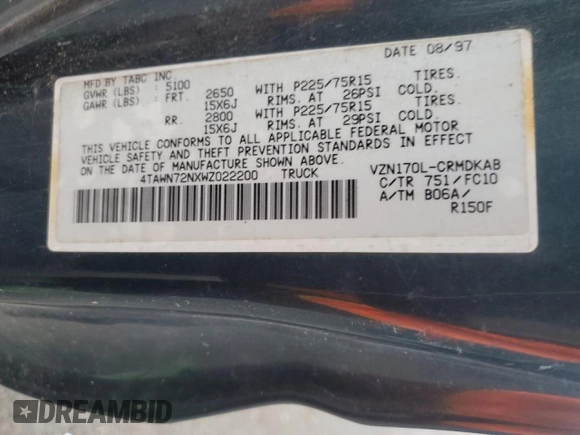 MFD.BY TABC INC. DATE 08/97
GVWR (LBS) : 5100
GAWR (LBS) : FRT. 2650 WITH P225/75R15 TIRES.
15X6J RIMS. AT 26PSI COLD.
RR. 2800 WITH P225/75R15 TIRES.
15X6J RIMS. AT 29PSI COLD.
THIS VEHICLE CONFORMS TO ALL APPLICABLE FEDERAL MOTOR
VEHICLE SAFETY AND THEFT PREVENTION STANDARDS IN EFFECT ON
THE DATE OF MANUFACTURE SHOWN ABOVE.
4TAWN72NXWZ022200 TRUCK VZN170L-CRMDKAB
C/TR 751/FC10
A/TM B06A/
R150F
DREAMBID